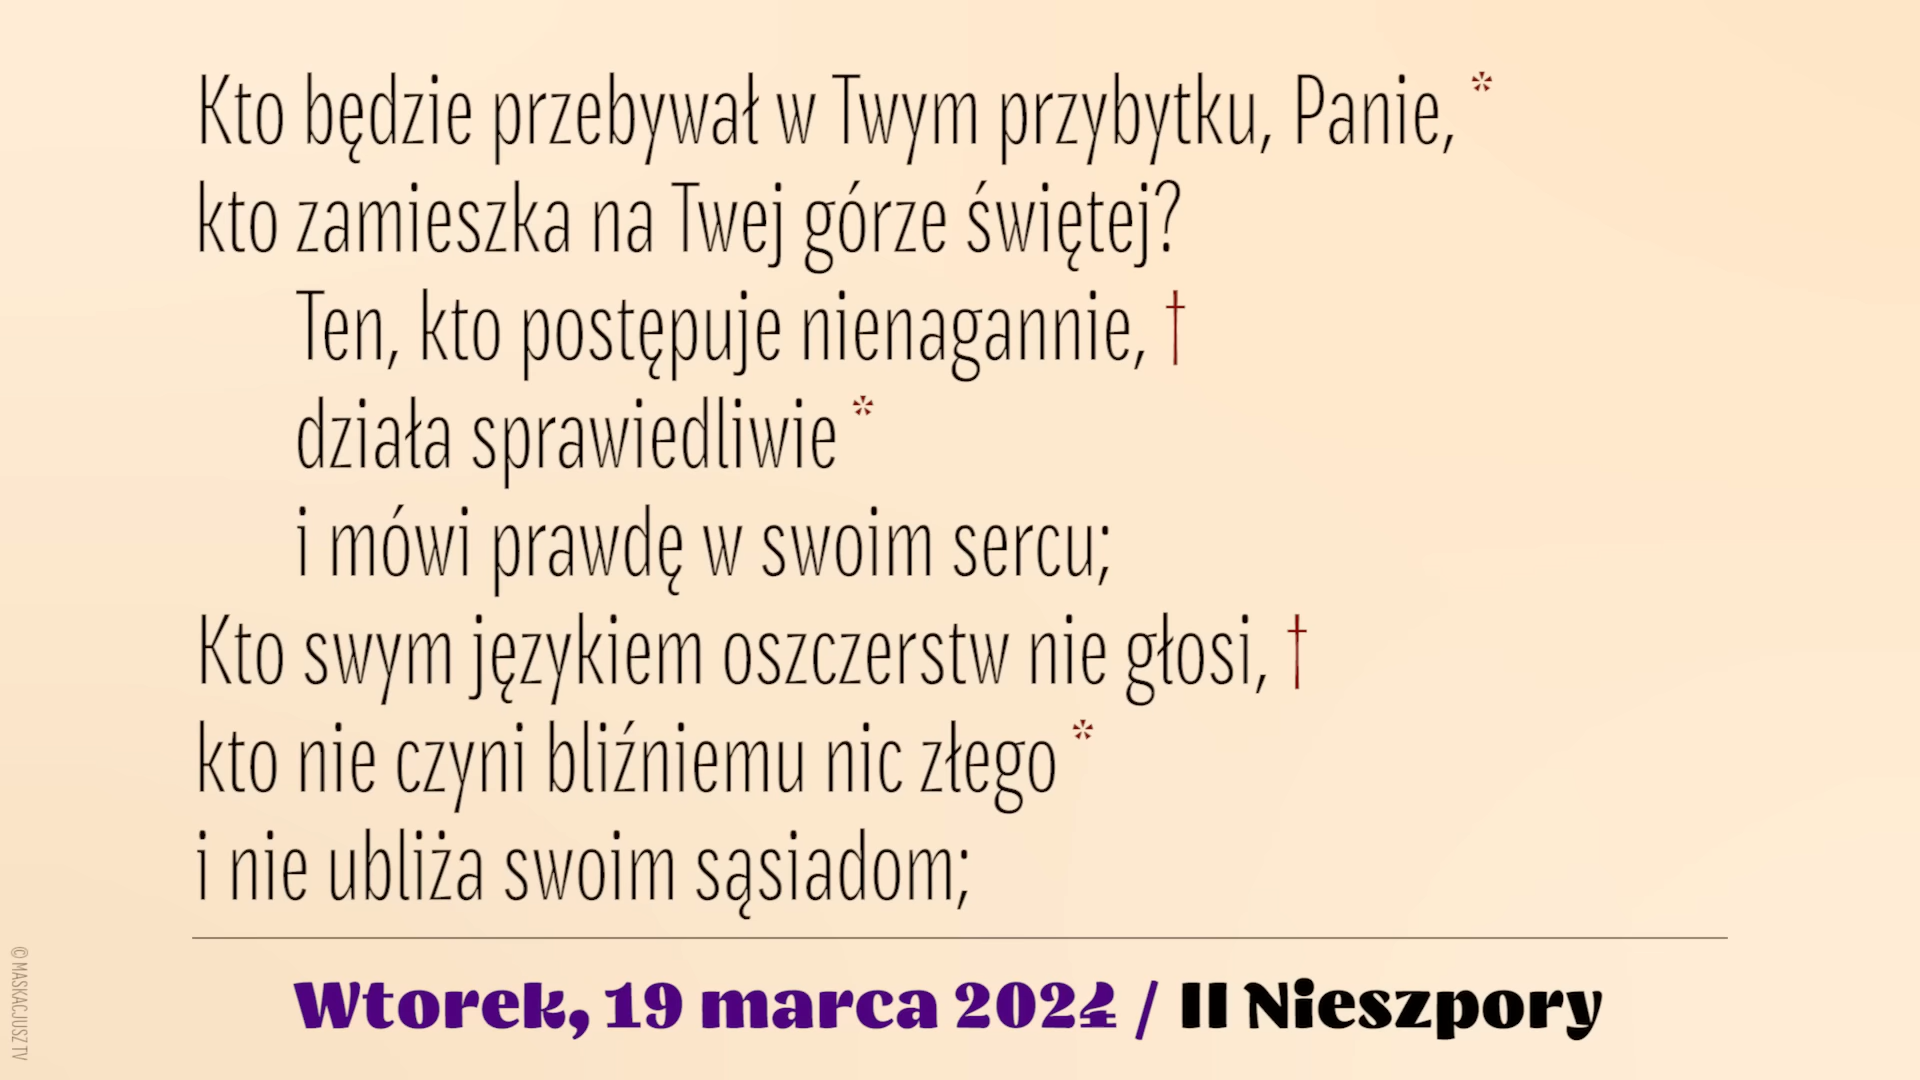 Kto będzie przebywał w Twym przybytku, Panie, *
kto zamieszka na Twej górze świętej?
Ten, kto postępuje nienagannie, †
działa sprawiedliwie *
i mówi prawdę w swoim sercu;
Kto swym językiem oszczerstw nie głosi, †
kto nie czyni bliźniemu nic złego *
i nie ubliża swoim sąsiadom;
Wtorek, 19 marca 2024 / II Nieszpory
© MASKACJUSZ TV